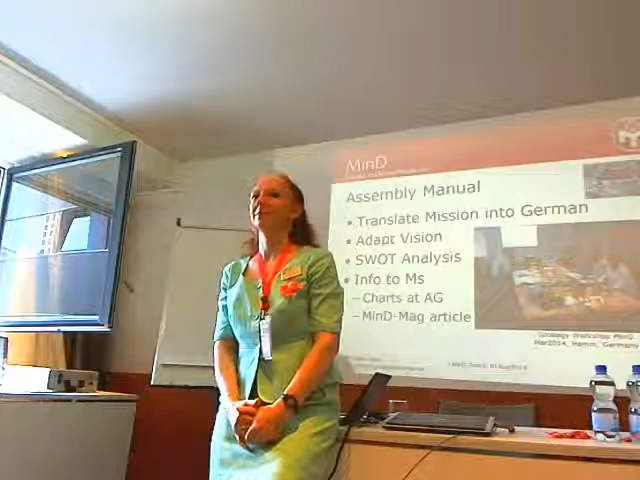 MinD
Assembly Manual
• Translate Mission into German
• Adapt Vision
• SWOT Analysis
• Info to Ms
– Charts at AG
– MinD-Mag article
Strategy Workshop MinD
Mar2014, Hamm, Germany